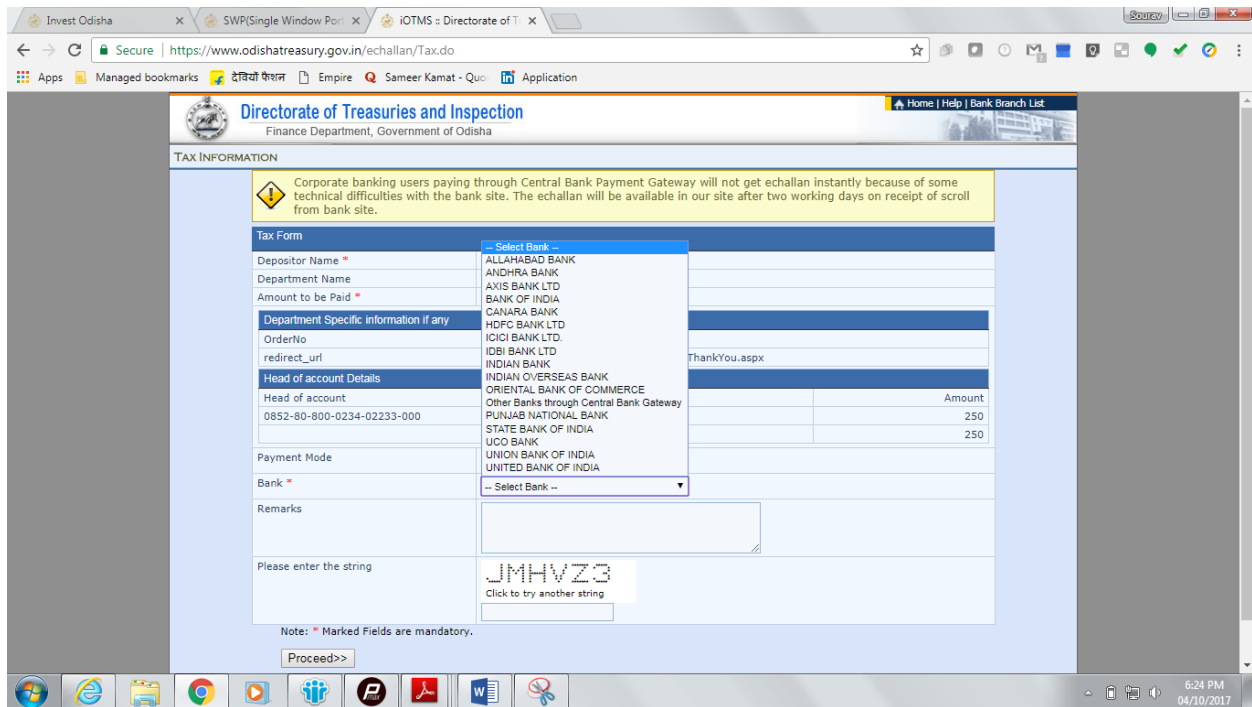 Invest Odisha
SWP(Single Window Port
iOTMS :: Directorate of T
Sourav
Secure | https://www.odishatreasury.gov.in/echallan/Tax.do
Apps Managed bookmarks देवियों फैशन Empire Sameer Kamat - Quo Application
Directorate of Treasuries and Inspection
Finance Department, Government of Odisha
Home | Help | Bank Branch List
TAX INFORMATION
Corporate banking users paying through Central Bank Payment Gateway will not get echallan instantly because of some
technical difficulties with the bank site. The echallan will be available in our site after two working days on receipt of scroll
from bank site.
Tax Form
Depositor Name *
Department Name
Amount to be Paid *
Department Specific information if any
OrderNo
redirect_url ThankYou.aspx
Head of account Details
Head of account Amount
0852-80-800-0234-02233-000 250
250
Payment Mode
Bank *
-- Select Bank --
ALLAHABAD BANK
ANDHRA BANK
AXIS BANK LTD
BANK OF INDIA
CANARA BANK
HDFC BANK LTD
ICICI BANK LTD.
IDBI BANK LTD
INDIAN BANK
INDIAN OVERSEAS BANK
ORIENTAL BANK OF COMMERCE
Other Banks through Central Bank Gateway
PUNJAB NATIONAL BANK
STATE BANK OF INDIA
UCO BANK
UNION BANK OF INDIA
UNITED BANK OF INDIA
-- Select Bank --
Remarks
Please enter the string
JMHVZ3
Click to try another string
Note: * Marked Fields are mandatory.
Proceed>>
6:24 PM
04/10/2017